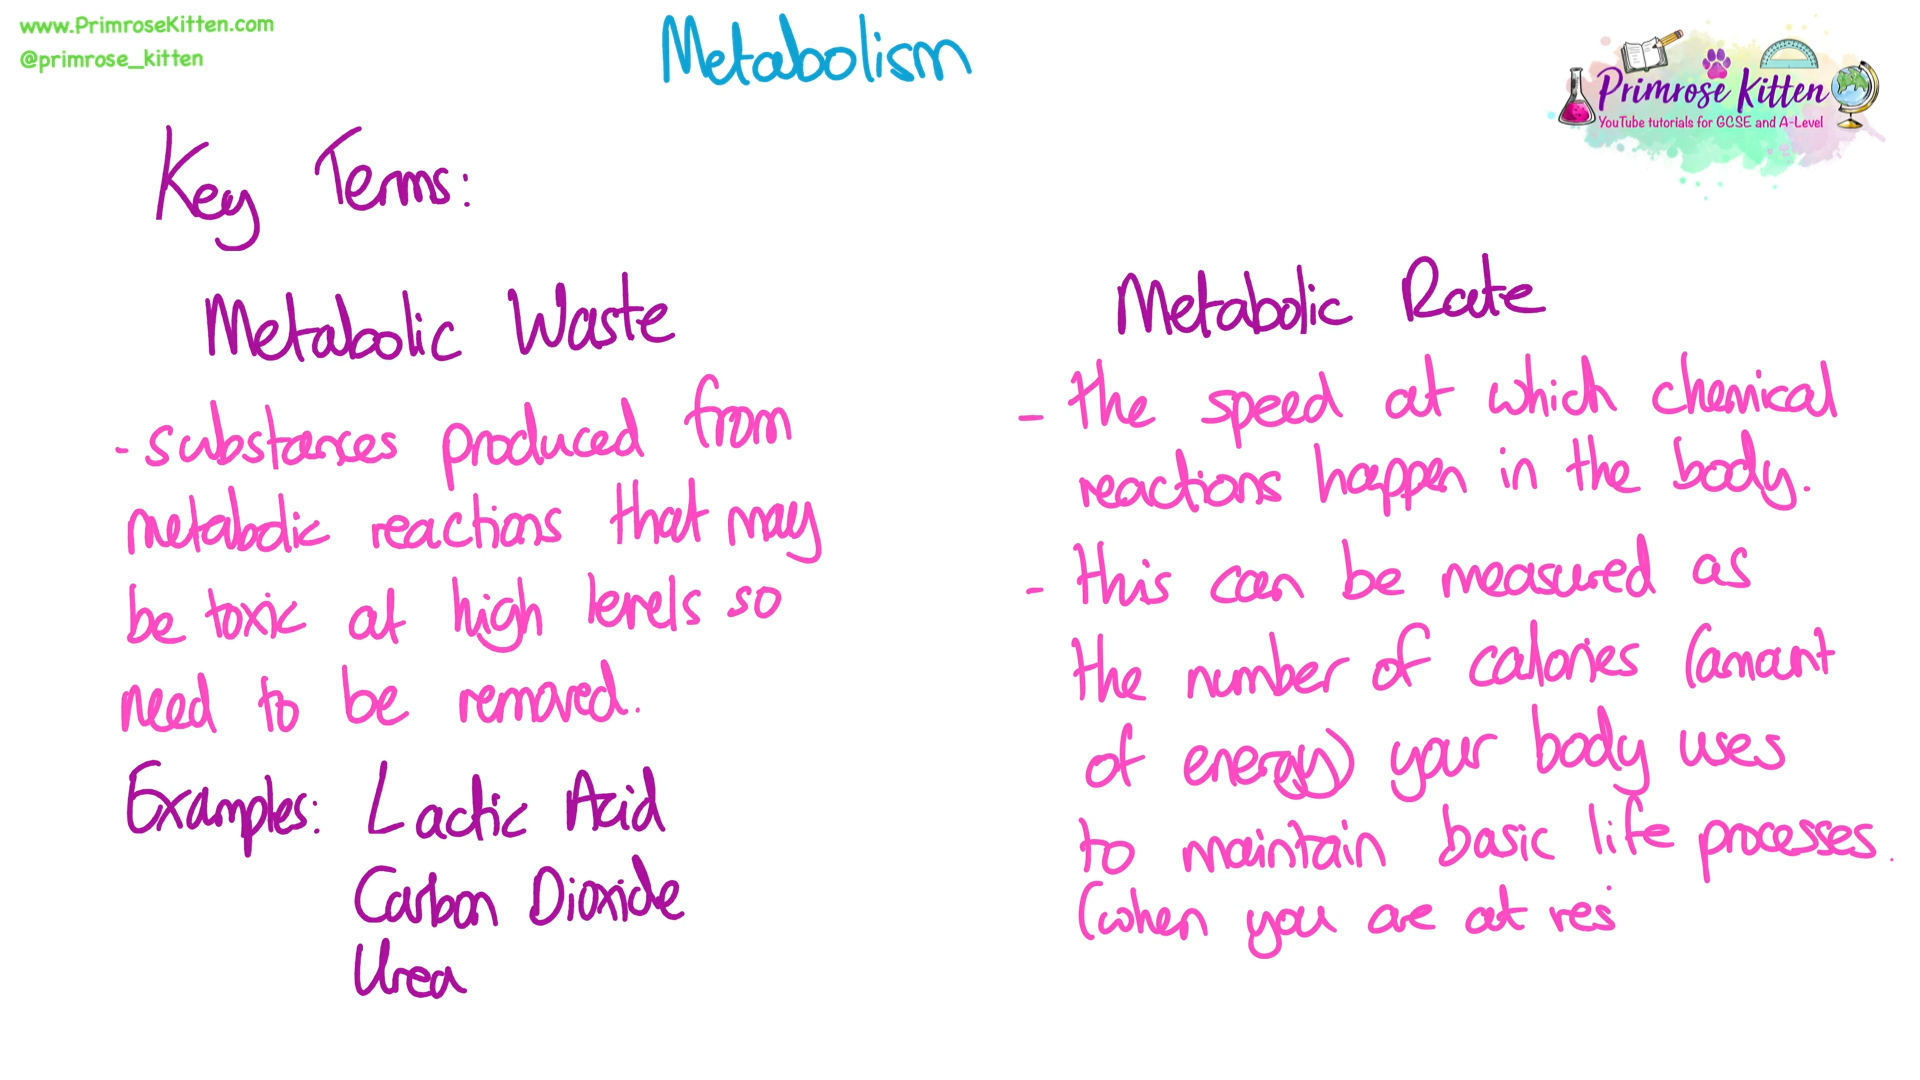 www.PrimroseKitten.com
@primrose_kitten
Metabolism
Primrose Kitten
YouTube tutorials for GCSE and A-Level
Key Terms:
Metabolic Waste
- substances produced from
metabolic reactions that may
be toxic at high levels so
need to be removed.
Examples: Lactic Acid
Carbon Dioxide
Urea
Metabolic Rate
- the speed at which chemical
reactions happen in the body.
- this can be measured as
the number of calories (amount
of energy) your body uses
to maintain basic life processes.
(when you are at res